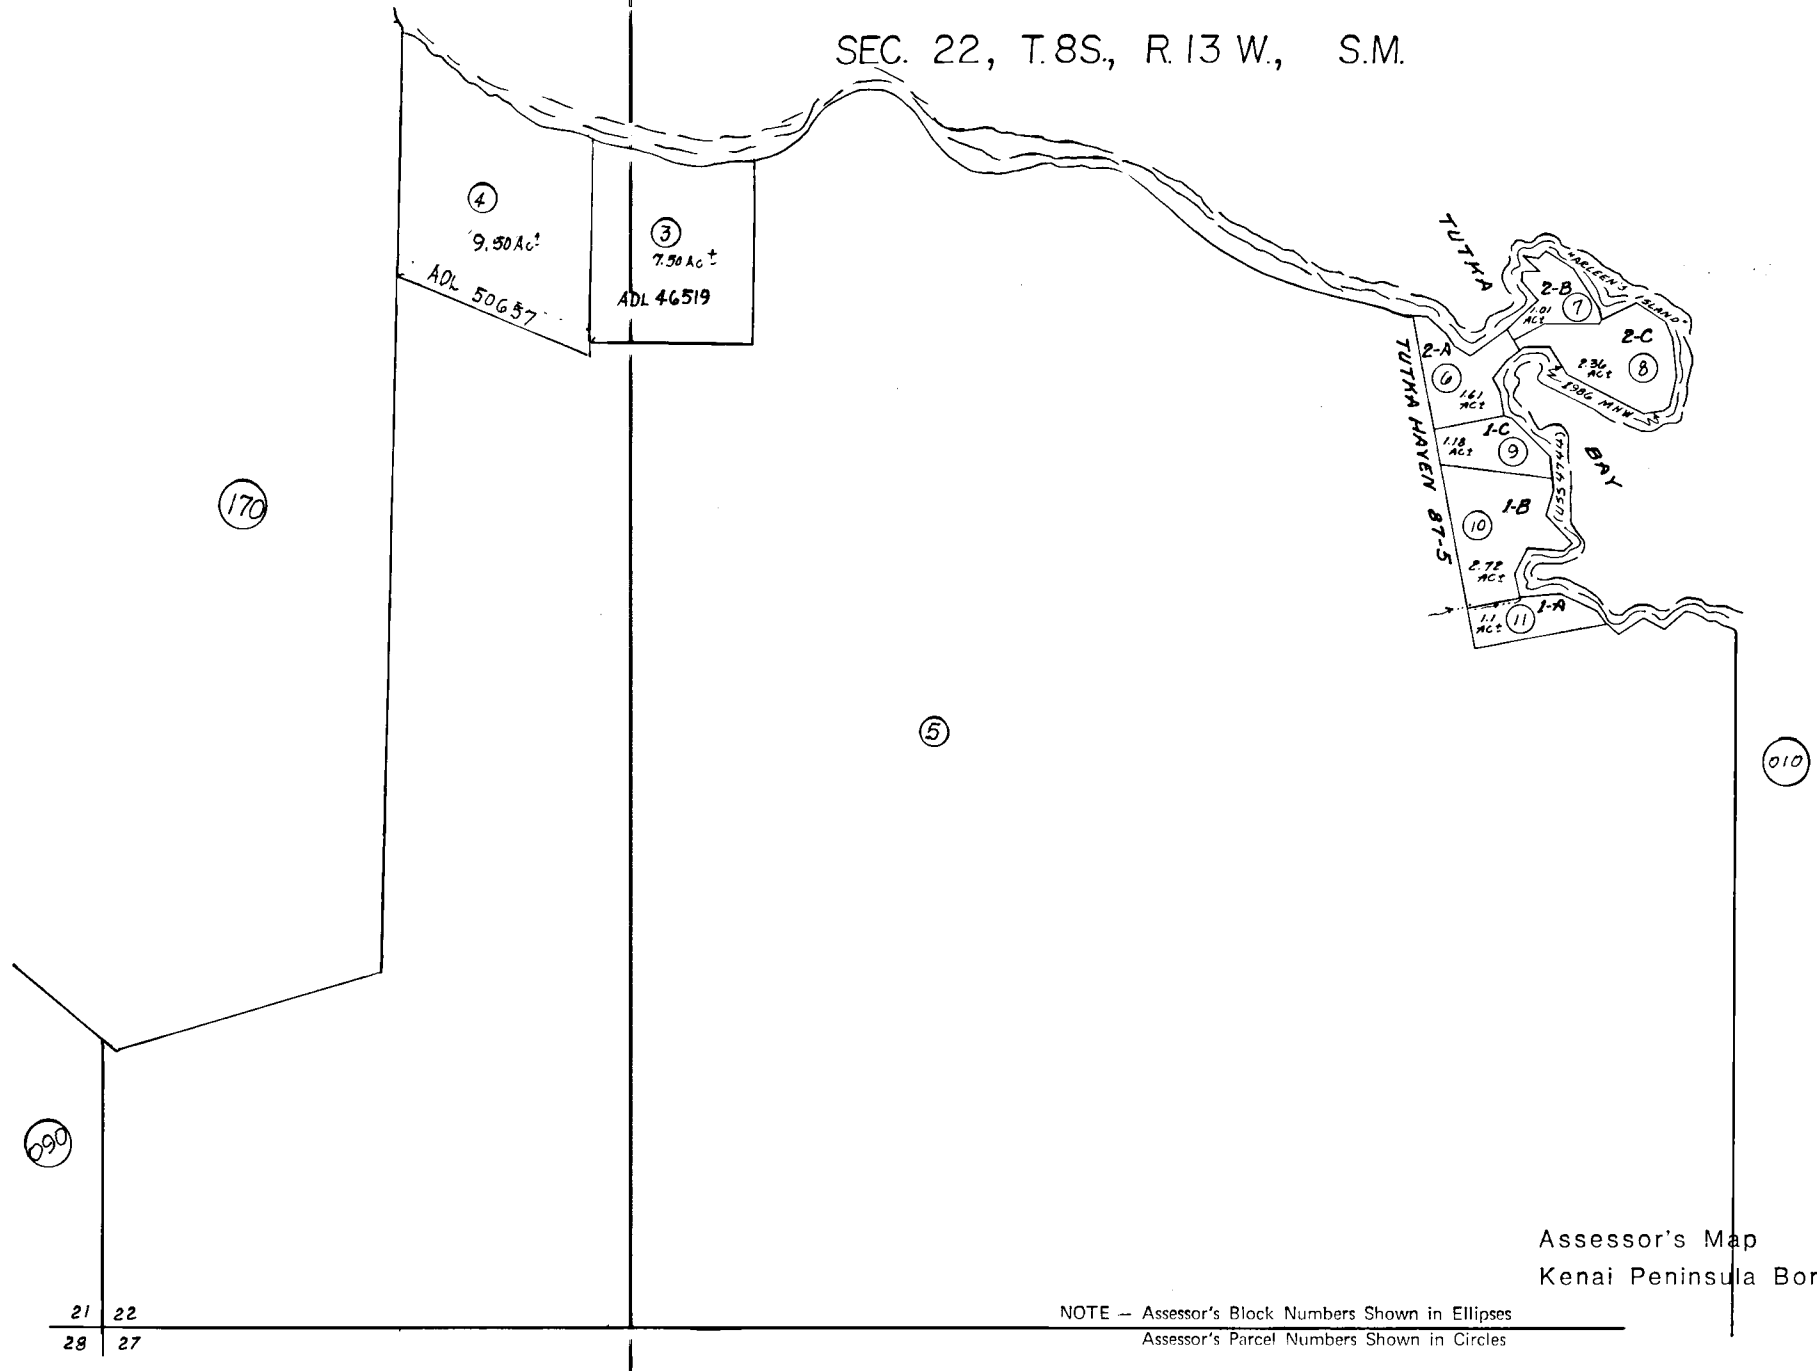 SEC. 22, T. 8S., R. 13 W., S.M.
4
9.50 Ac±
ADL 50657
3
7.50 Ac±
ADL 46519
TUTKA
BAY
HARLEEN'S ISLAND
2-B
7
1.01
AC±
2-C
8
2.36
AC±
1986 MHW
2-A
6
1.61
AC±
TUTKA HAVEN 87-5
1-C
9
1.18
AC±
1-B
10
2.72
AC±
1-A
11
1.1
AC±
170
5
010
090
Assessor's Map
Kenai Peninsula Bor
21 22
28 27
NOTE – Assessor's Block Numbers Shown in Ellipses
Assessor's Parcel Numbers Shown in Circles